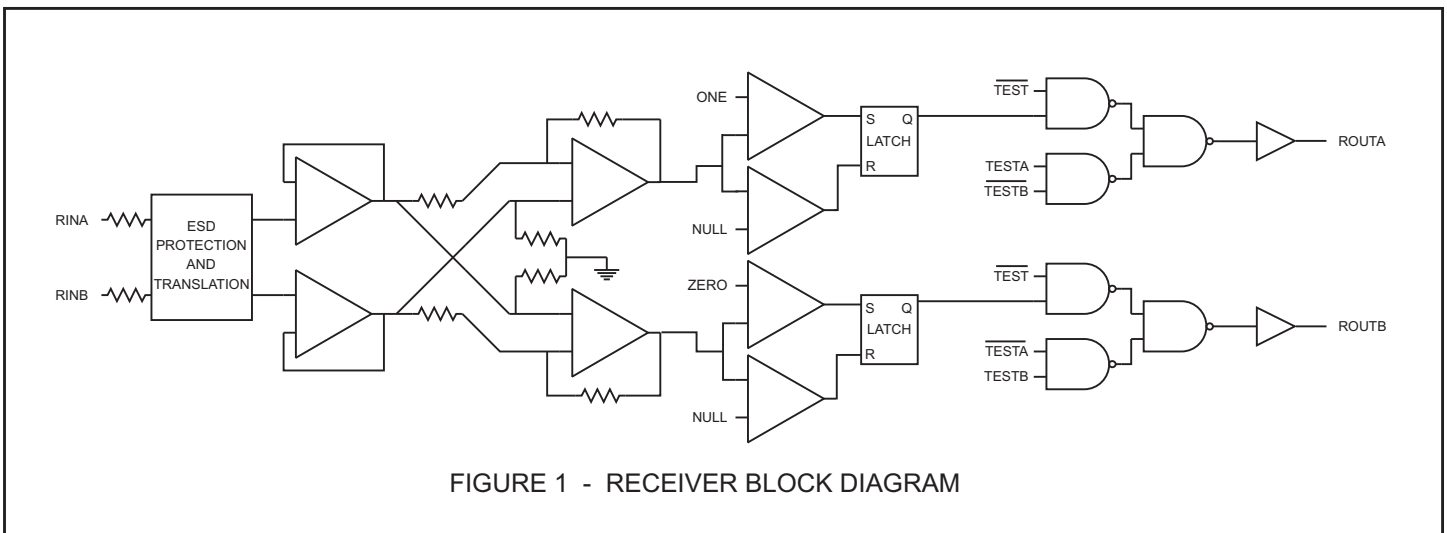 RINA
RINB
ESD
PROTECTION
AND
TRANSLATION
ONE
NULL
S Q
LATCH
R
TEST
TESTA
TESTB
ROUTA
ZERO
NULL
S Q
LATCH
R
TEST
TESTA
TESTB
ROUTB
FIGURE 1 - RECEIVER BLOCK DIAGRAM